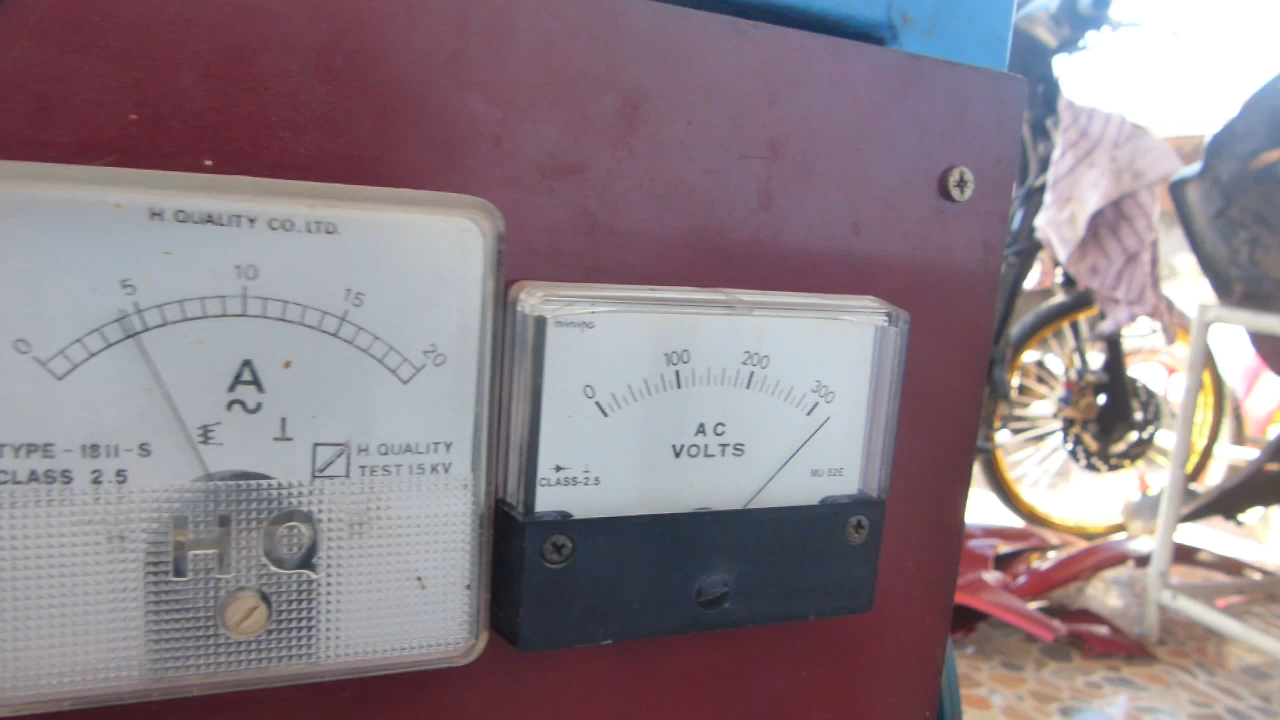 H. QUALITY CO., LTD.
0 5 10 15 20
A
TYPE - 1811-S
CLASS 2.5
H. QUALITY
TEST 1.5 KV
HQ
0 100 200 300
AC
VOLTS
CLASS-2.5
MU-52E